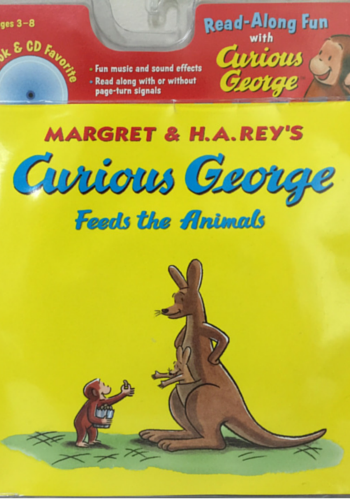 ages 3-8
Read-Along Fun
with
Curious
George
k & CD Favorite
• Fun music and sound effects
• Read along with or without
page-turn signals
MARGRET & H.A.REY'S
Curious George
Feeds the Animals